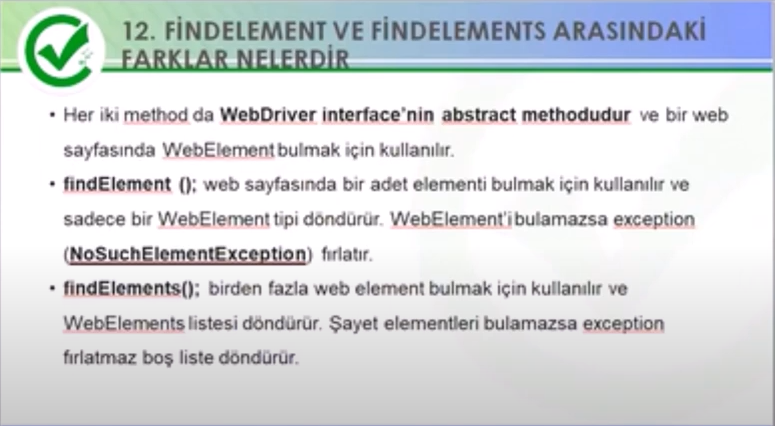 12. FİNDELEMENT VE FİNDELEMENTS ARASINDAKİ
FARKLAR NELERDİR
• Her iki method da WebDriver interface'nin abstract methodudur ve bir web
sayfasında WebElement bulmak için kullanılır.
• findElement (); web sayfasında bir adet elementi bulmak için kullanılır ve
sadece bir WebElement tipi döndürür. WebElement'i bulamazsa exception
(NoSuchElementException) fırlatır.
• findElements(); birden fazla web element bulmak için kullanılır ve
WebElements listesi döndürür. Şayet elementleri bulamazsa exception
fırlatmaz boş liste döndürür.